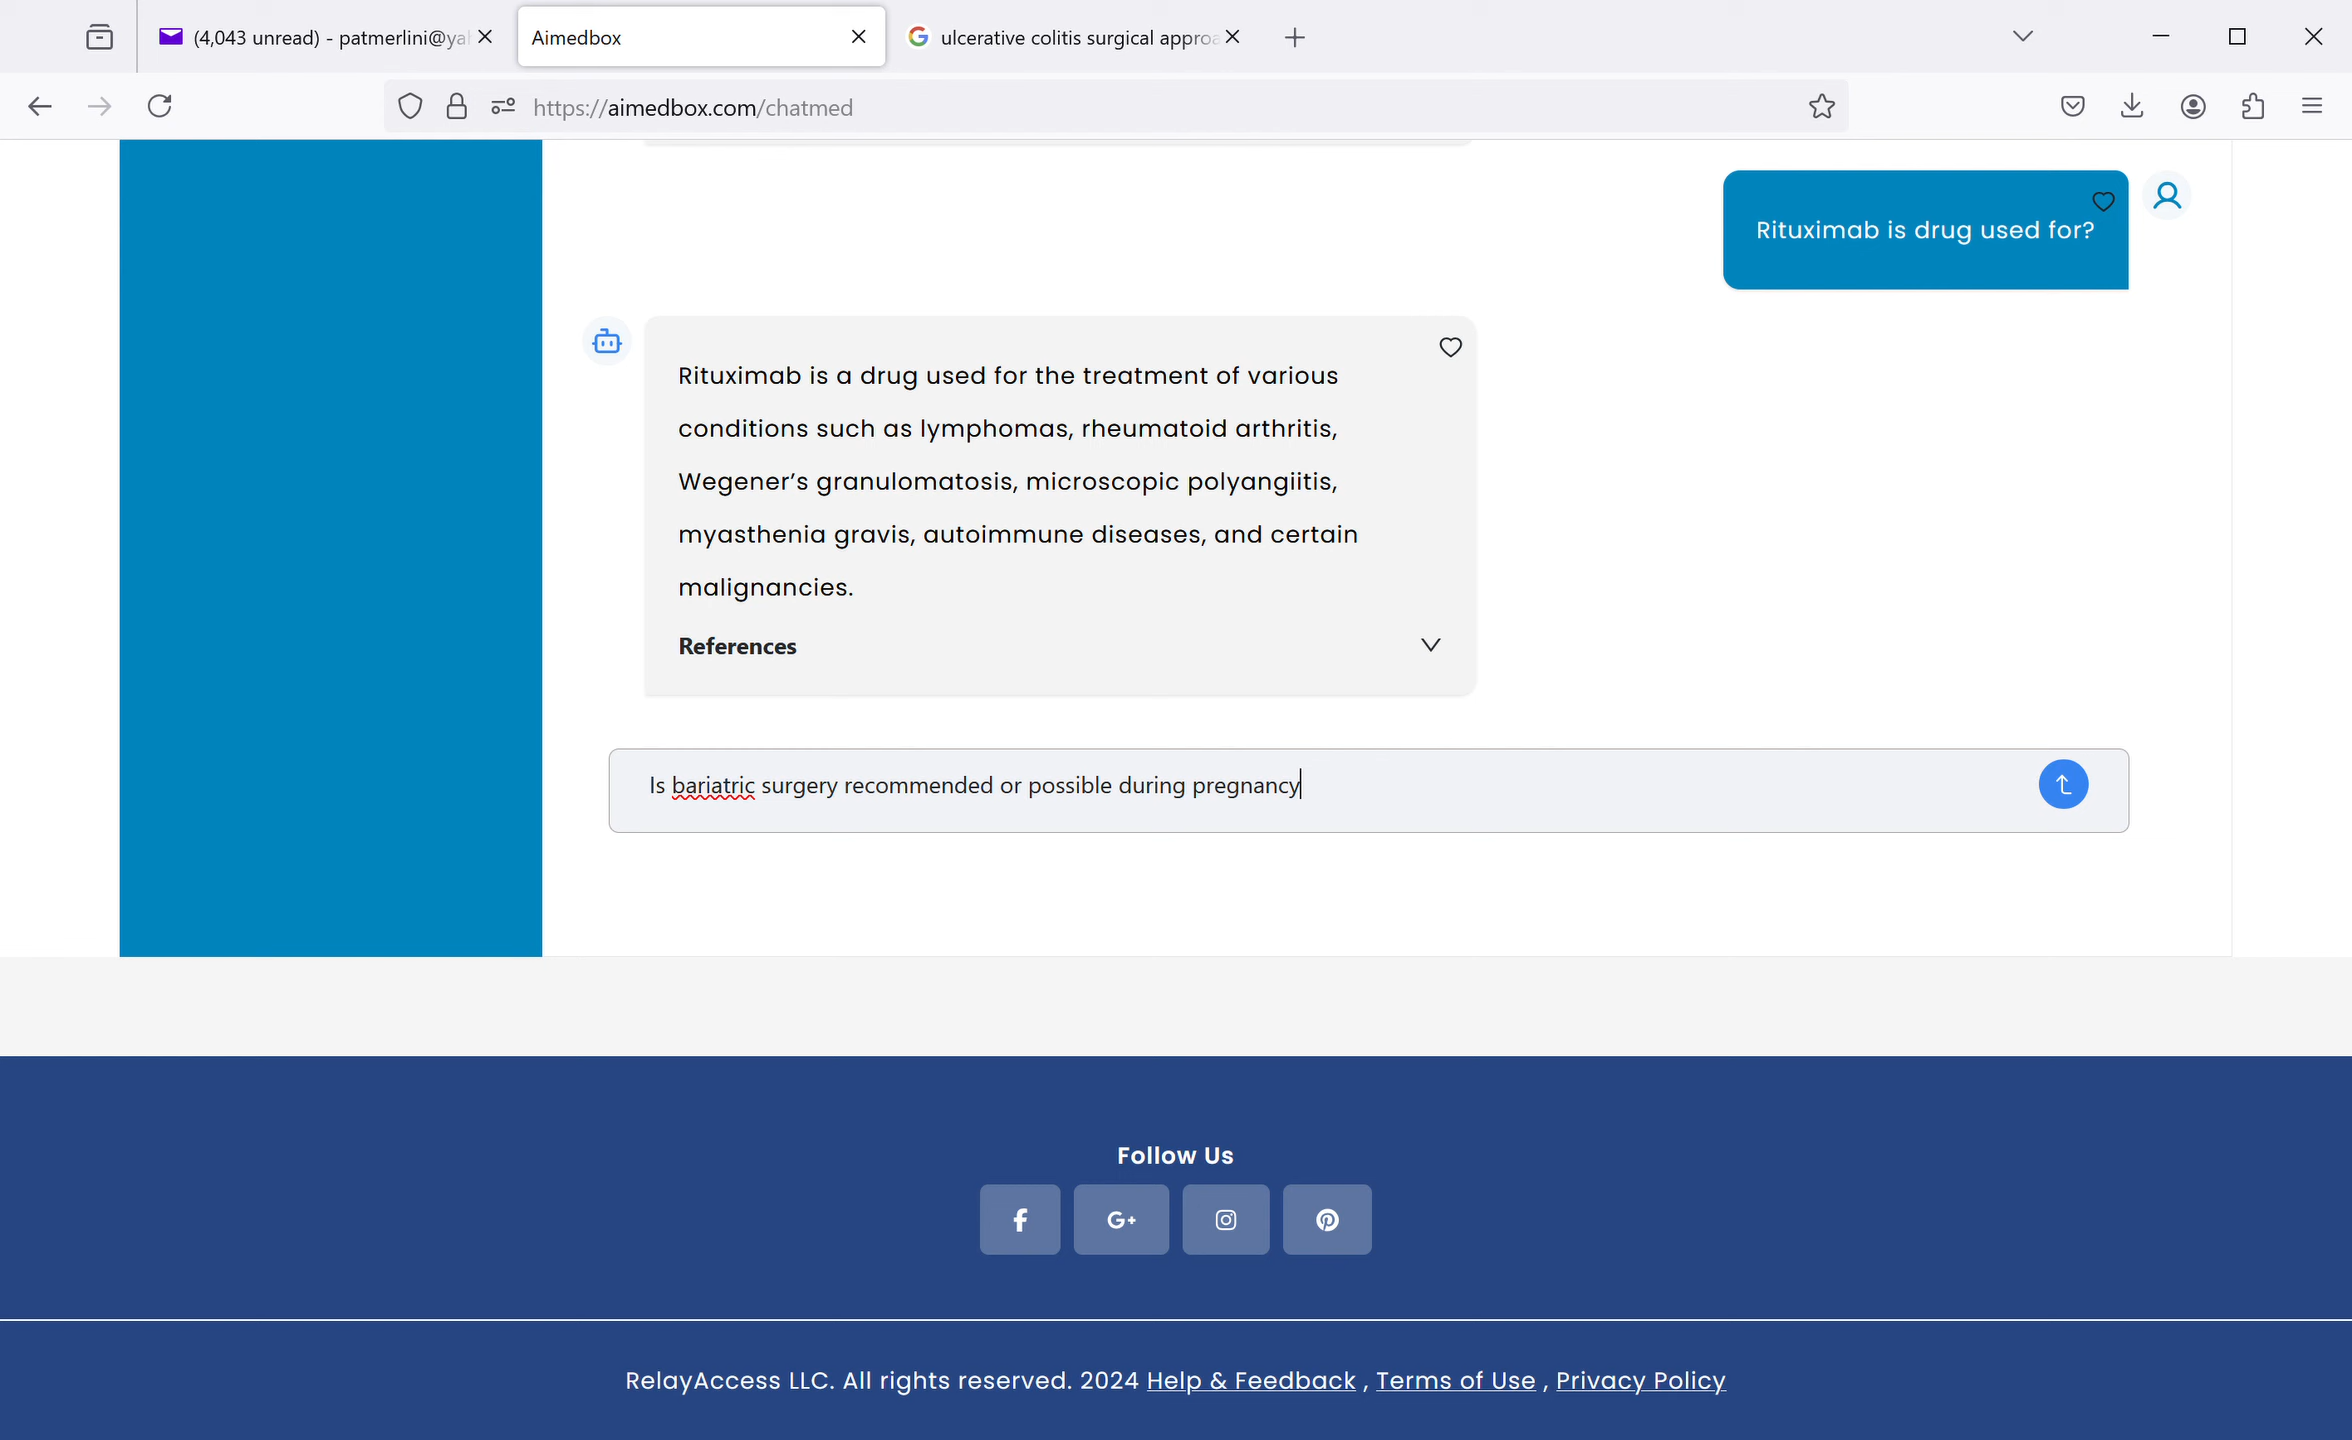 (4,043 unread) - patmerlini@ya
Aimedbox
ulcerative colitis surgical appro
https://aimedbox.com/chatmed
Rituximab is drug used for?
Rituximab is a drug used for the treatment of various
conditions such as lymphomas, rheumatoid arthritis,
Wegener’s granulomatosis, microscopic polyangiitis,
myasthenia gravis, autoimmune diseases, and certain
malignancies.
References
Is bariatric surgery recommended or possible during pregnancy
Follow Us
RelayAccess LLC. All rights reserved. 2024 Help & Feedback , Terms of Use , Privacy Policy